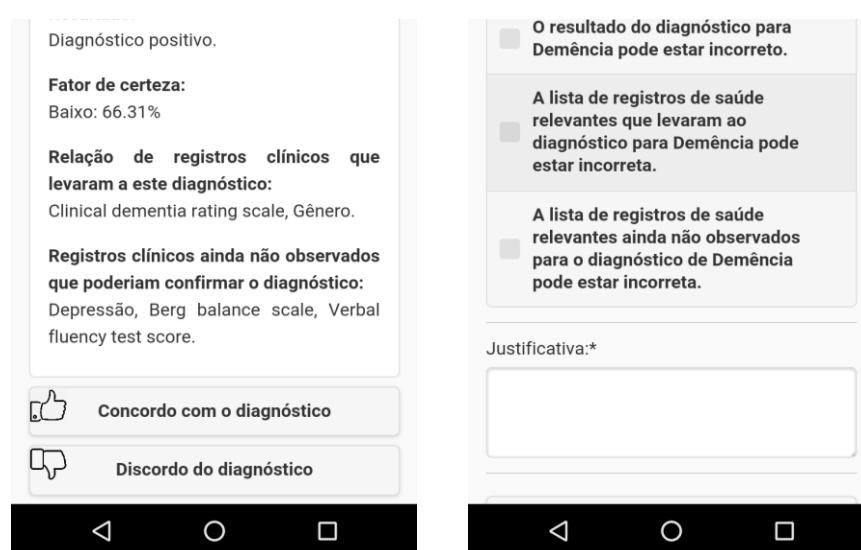 Diagnóstico positivo.
Fator de certeza:
Baixo: 66.31%
Relação de registros clínicos que
levaram a este diagnóstico:
Clinical dementia rating scale, Gênero.
Registros clínicos ainda não observados
que poderiam confirmar o diagnóstico:
Depressão, Berg balance scale, Verbal
fluency test score.
Concordo com o diagnóstico
Discordo do diagnóstico
O resultado do diagnóstico para
Demência pode estar incorreto.
A lista de registros de saúde
relevantes que levaram ao
diagnóstico para Demência pode
estar incorreta.
A lista de registros de saúde
relevantes ainda não observados
para o diagnóstico de Demência
pode estar incorreta.
Justificativa:*